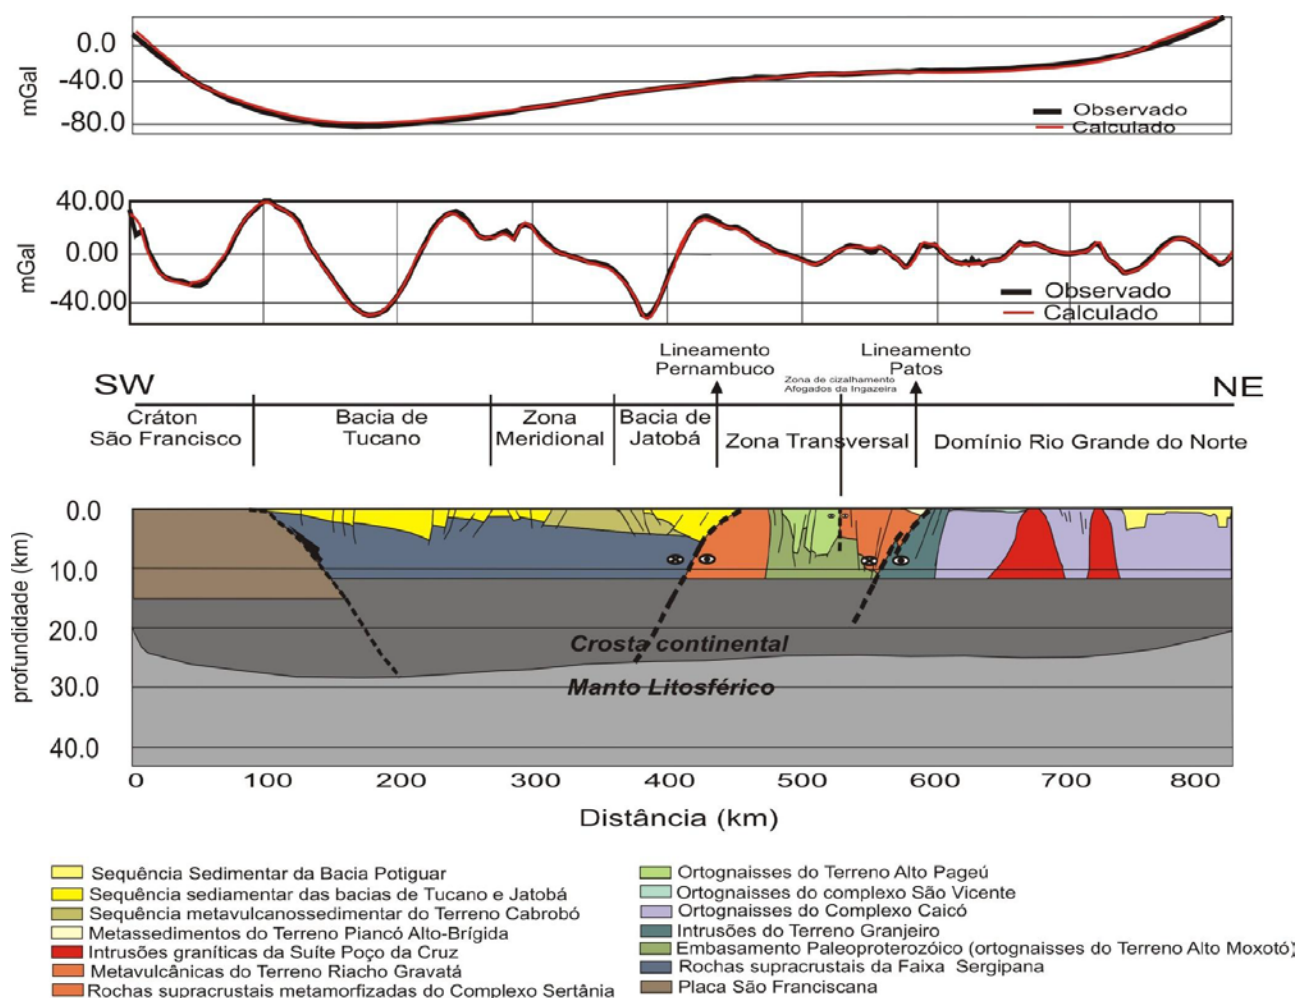 0.0
-40.0
-80.0
mGal
Observado
Calculado
40.00
0.00
-40.00
mGal
Observado
Calculado
Lineamento
Pernambuco
Zona de cizalhamento
Afogados da Ingazeira
Lineamento
Patos
SW
NE
Cráton
São Francisco
Bacia de
Tucano
Zona
Meridional
Bacia de
Jatobá
Zona Transversal
Domínio Rio Grande do Norte
0.0
10.0
20.0
30.0
40.0
profundidade (km)
Crosta continental
Manto Litosférico
0 100 200 300 400 500 600 700 800
Distância (km)
Sequência Sedimentar da Bacia Potiguar
Sequência sediamentar das bacias de Tucano e Jatobá
Sequência metavulcanossedimentar do Terreno Cabrobó
Metassedimentos do Terreno Piancó Alto-Brígida
Intrusões graníticas da Suíte Poço da Cruz
Metavulcânicas do Terreno Riacho Gravatá
Rochas supracrustais metamorfizadas do Complexo Sertânia
Ortognaisses do Terreno Alto Pageú
Ortognaisses do complexo São Vicente
Ortognaisses do Complexo Caicó
Intrusões do Terreno Granjeiro
Embasamento Paleoproterozóico (ortognaisses do Terreno Alto Moxotó)
Rochas supracrustais da Faixa Sergipana
Placa São Franciscana